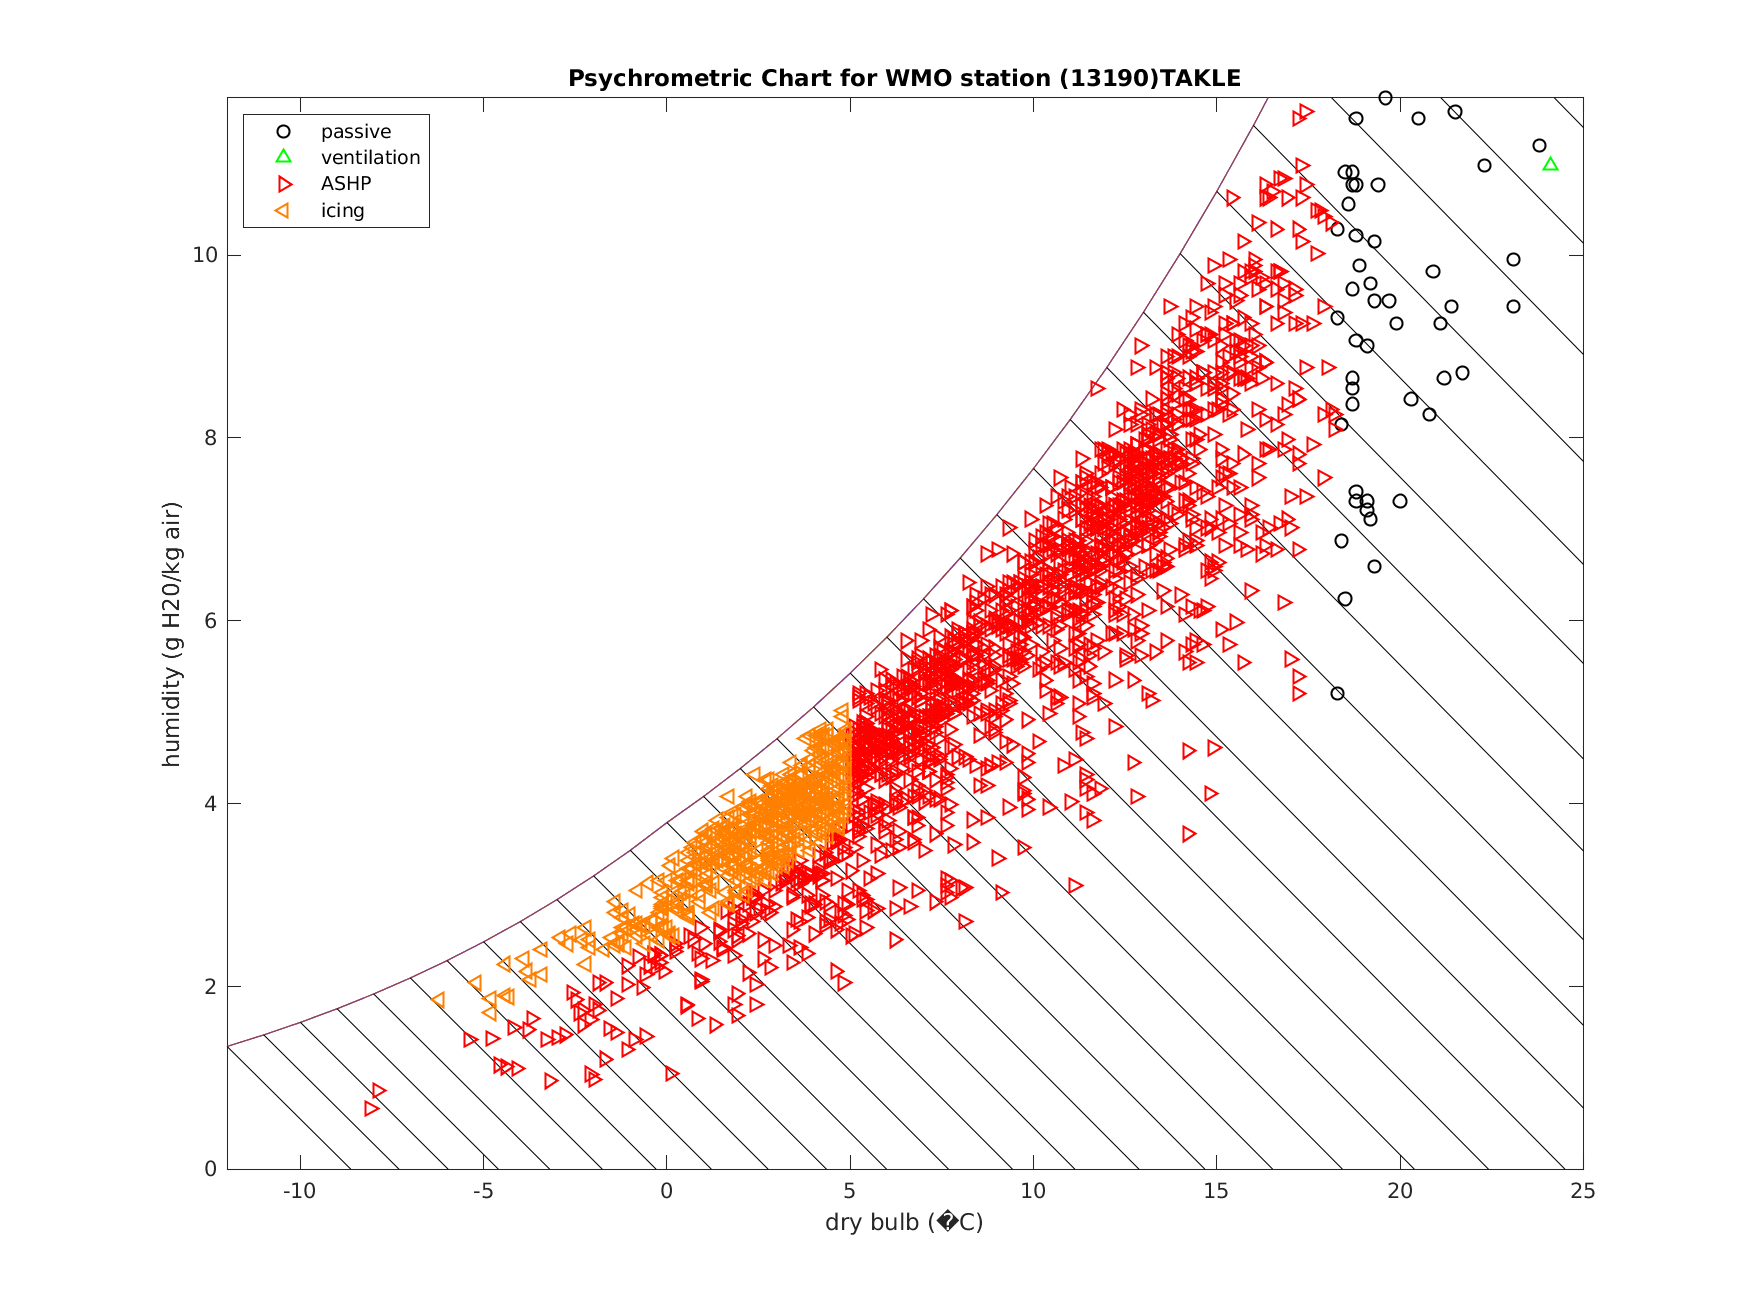 Psychrometric Chart for WMO station (13190)TAKLE
passive
ventilation
ASHP
icing
humidity (g H20/kg air)
10
8
6
4
2
0
-10 -5 0 5 10 15 20 25
dry bulb (�C)